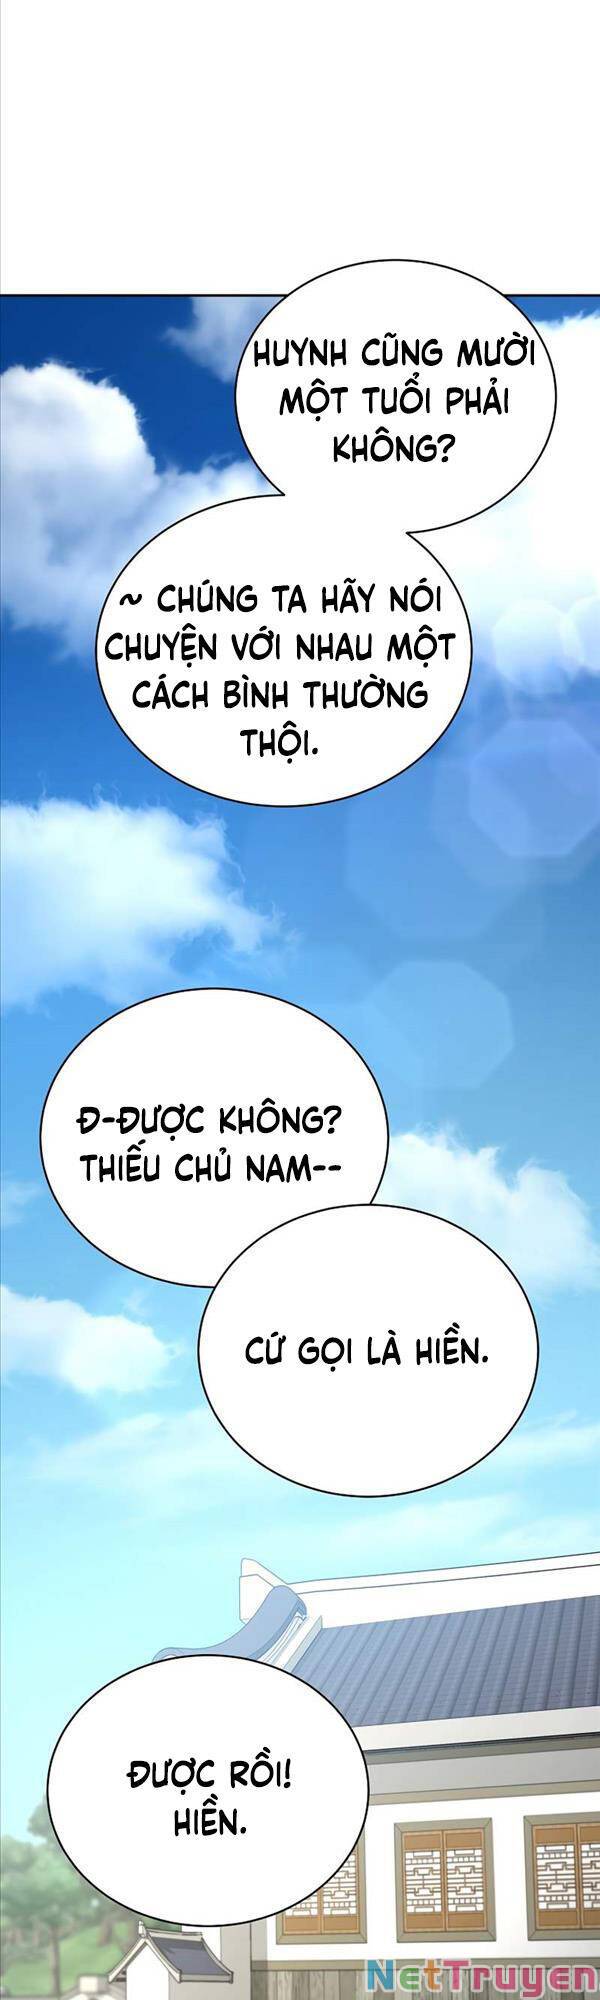 HUYNH CŨNG MƯỜI
MỘT TUỔI PHẢI
KHÔNG?
~ CHÚNG TA HÃY NÓI
CHUYỆN VỚI NHAU MỘT
CÁCH BÌNH THƯỜNG
THÔI.
Đ-ĐƯỢC KHÔNG?
THIẾU CHỦ NAM--
CỨ GỌI LÀ HIỀN.
ĐƯỢC RỒI!
HIỀN.
NetTruyen